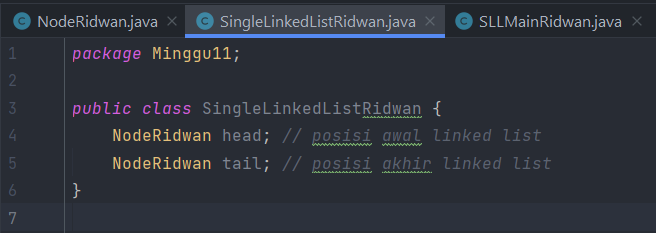 NodeRidwan.java SingleLinkedListRidwan.java SLLMainRidwan.java
1 package Minggu11;
2
3 public class SingleLinkedListRidwan {
4 NodeRidwan head; // posisi awal linked list
5 NodeRidwan tail; // posisi akhir linked list
6 }
7